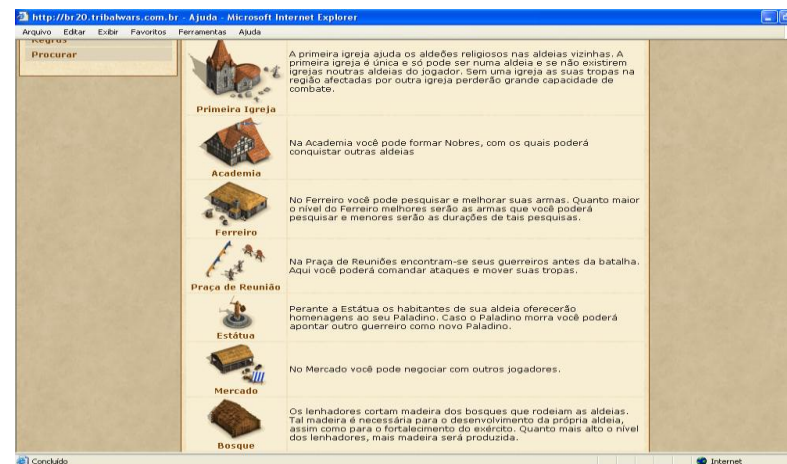 http://br20.tribalwars.com.br - Ajuda - Microsoft Internet Explorer
Arquivo Editar Exibir Favoritos Ferramentas Ajuda
Regras
Procurar
A primeira igreja ajuda os aldeões religiosos nas aldeias vizinhas. A
primeira igreja é única e só pode ser numa aldeia e se não existirem
igrejas noutras aldeias do jogador. Sem uma igreja as suas tropas na
região afectadas por outra igreja perderão grande capacidade de
combate.
Primeira Igreja
Na Academia você pode formar Nobres, com os quais poderá
conquistar outras aldeias
Academia
No Ferreiro você pode pesquisar e melhorar suas armas. Quanto maior
o nível do Ferreiro melhores serão as armas que você poderá
pesquisar e menores serão as durações de tais pesquisas.
Ferreiro
Na Praça de Reuniões encontram-se seus guerreiros antes da batalha.
Aqui você poderá comandar ataques e mover suas tropas.
Praça de Reunião
Perante a Estátua os habitantes de sua aldeia oferecerão
homenagens ao seu Paladino. Caso o Paladino morra você poderá
apontar outro guerreiro como novo Paladino.
Estátua
No Mercado você pode negociar com outros jogadores.
Mercado
Os lenhadores cortam madeira dos bosques que rodeiam as aldeias.
Tal madeira é necessária para o desenvolvimento da própria aldeia,
assim como para o fortalecimento do exército. Quanto mais alto o nível
dos lenhadores, mais madeira será produzida.
Bosque
Concluído
Internet